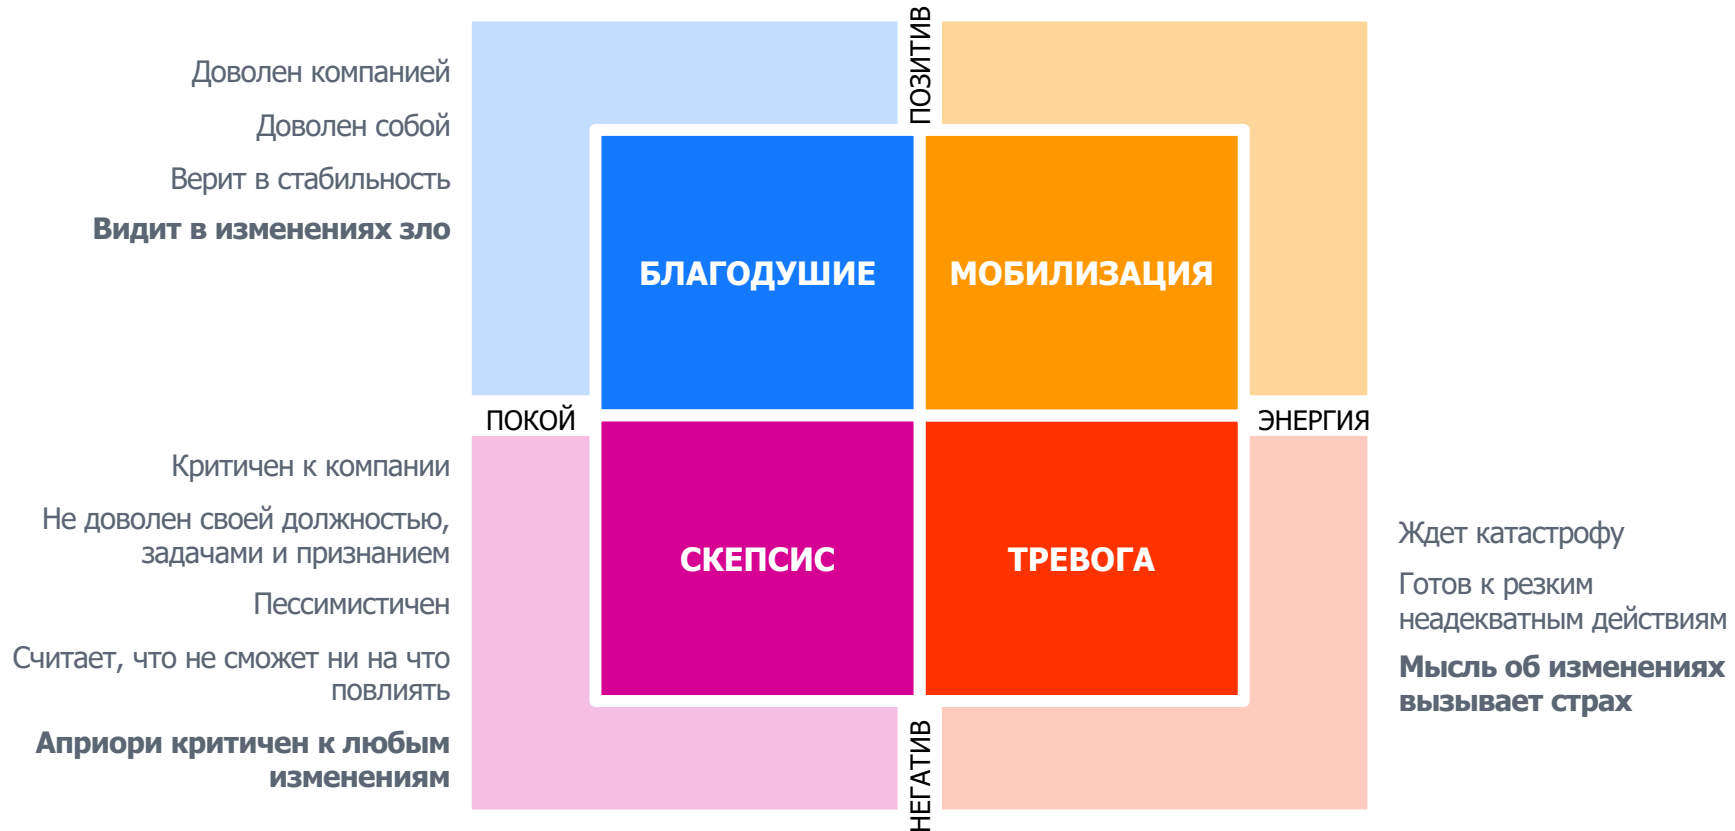 ПОЗИТИВ
Доволен компанией
Доволен собой
Верит в стабильность
Видит в изменениях зло
БЛАГОДУШИЕ
МОБИЛИЗАЦИЯ
ПОКОЙ
ЭНЕРГИЯ
Критичен к компании
Не доволен своей должностью,
задачами и признанием
Пессимистичен
Считает, что не сможет ни на что
повлиять
Априори критичен к любым
изменениям
СКЕПСИС
ТРЕВОГА
Ждет катастрофу
Готов к резким
неадекватным действиям
Мысль об изменениях
вызывает страх
НЕГАТИВ